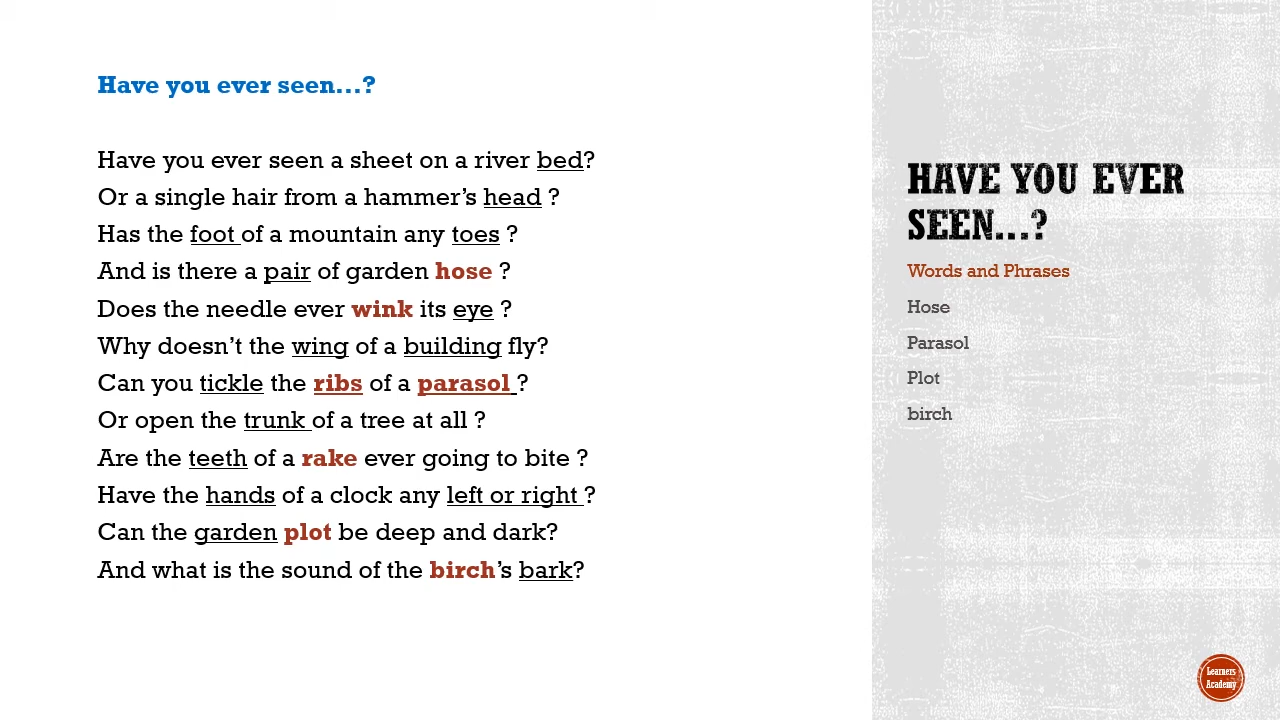 Have you ever seen...?
Have you ever seen a sheet on a river bed?
Or a single hair from a hammer’s head ?
Has the foot of a mountain any toes ?
And is there a pair of garden hose ?
Does the needle ever wink its eye ?
Why doesn’t the wing of a building fly?
Can you tickle the ribs of a parasol ?
Or open the trunk of a tree at all ?
Are the teeth of a rake ever going to bite ?
Have the hands of a clock any left or right ?
Can the garden plot be deep and dark?
And what is the sound of the birch’s bark?
HAVE YOU EVER
SEEN...?
Words and Phrases
Hose
Parasol
Plot
birch
Learners
Academy